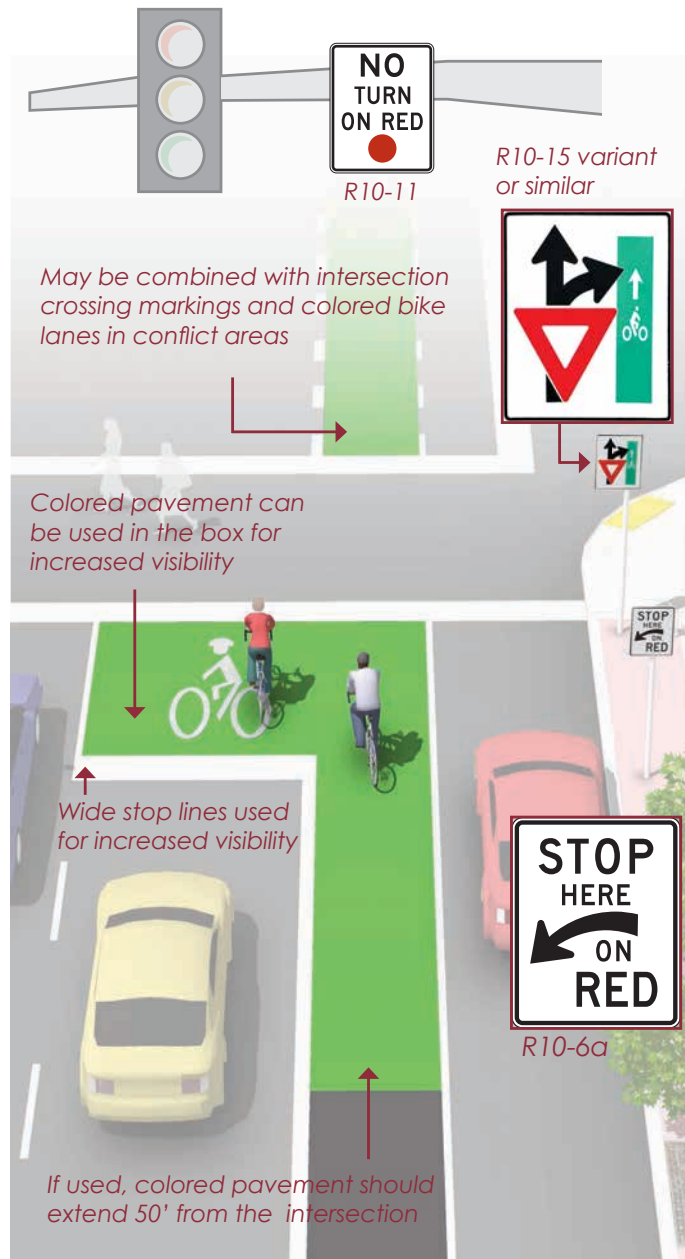 NO
TURN
ON RED
R10-11
R10-15 variant
or similar
May be combined with intersection
crossing markings and colored bike
lanes in conflict areas
Colored pavement can
be used in the box for
increased visibility
STOP
HERE
ON
RED
Wide stop lines used
for increased visibility
STOP
HERE
ON
RED
R10-6a
If used, colored pavement should
extend 50' from the intersection